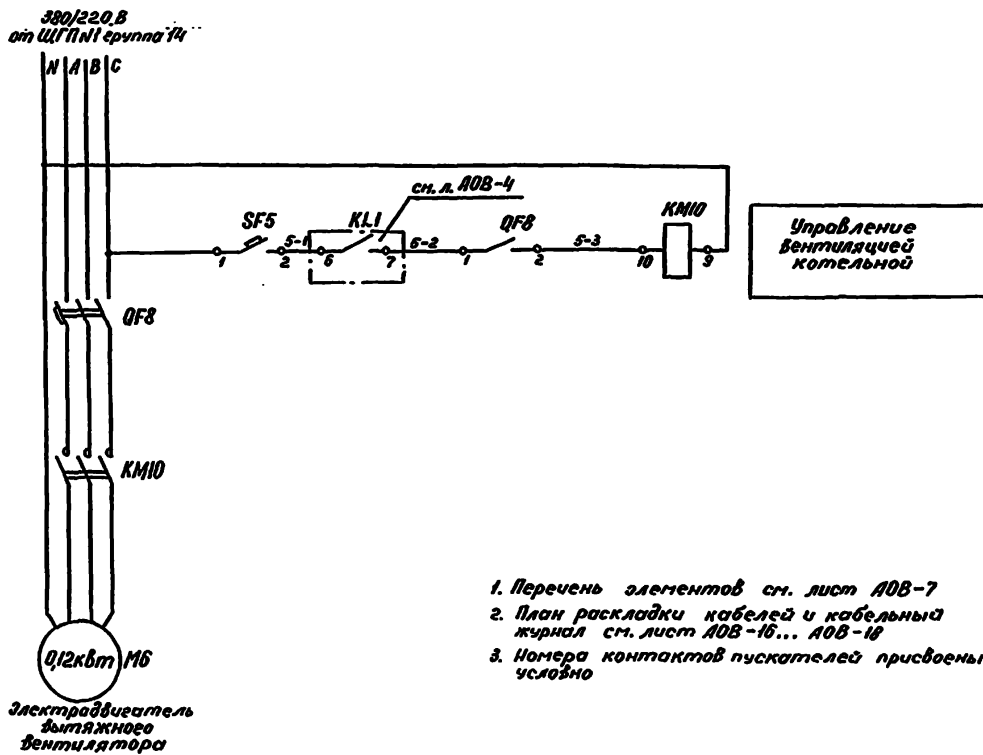 380/220 В
от ЩГП №1 группа 14
N A B C
см. л. АОВ-4
SF5 KL1 QF8 KM10
5-1 6-2 5-3
1 2 6 7 1 2 10 9
Управление
вентиляцией
котельной
QF8
KM10
1. Перечень элементов см. лист АОВ-7
2. План раскладки кабелей и кабельный
журнал см. лист АОВ-16... АОВ-18
3. Номера контактов пускателей присвоены
условно
0,12квт М6
Электродвигатель
вытяжного
вентилятора